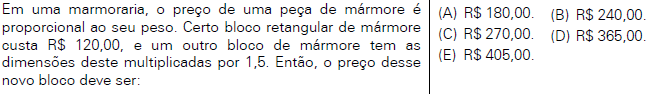 Em uma marmoraria, o preço de uma peça de mármore é
proporcional ao seu peso. Certo bloco retangular de mármore
custa R$ 120,00, e um outro bloco de mármore tem as
dimensões deste multiplicadas por 1,5. Então, o preço desse
novo bloco deve ser:
(A) R$ 180,00. (B) R$ 240,00.
(C) R$ 270,00. (D) R$ 365,00.
(E) R$ 405,00.